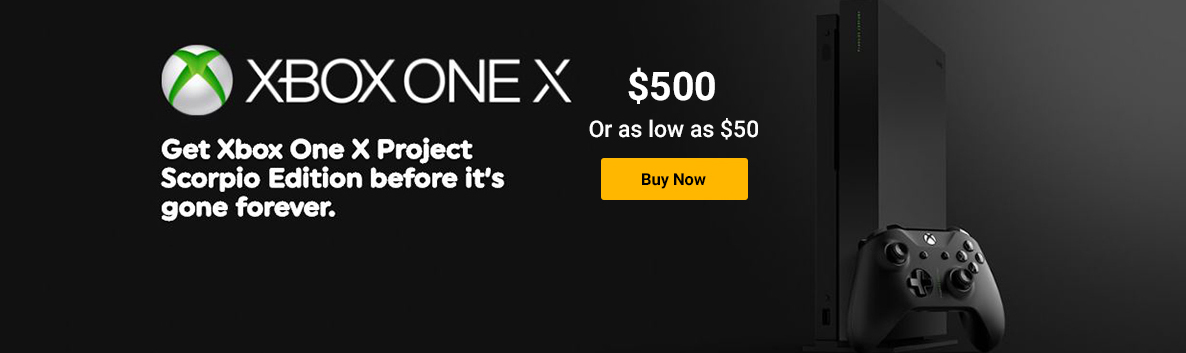 XBOX ONE X
Get Xbox One X Project
Scorpio Edition before it's
gone forever.
$500
Or as low as $50
Buy Now